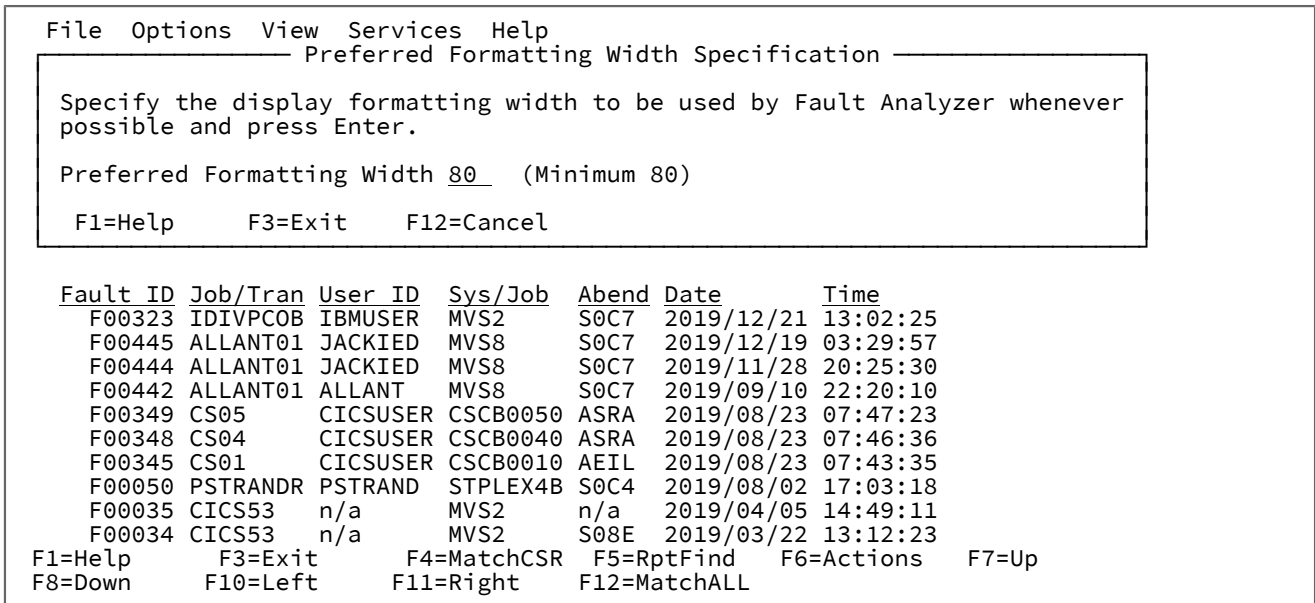 File  Options  View  Services  Help
Preferred Formatting Width Specification
Specify the display formatting width to be used by Fault Analyzer whenever
possible and press Enter.
Preferred Formatting Width 80  (Minimum 80)
F1=Help     F3=Exit    F12=Cancel
Fault ID Job/Tran User ID  Sys/Job  Abend Date       Time
F00323 IDIVPCOB IBMUSER  MVS2     S0C7  2019/12/21 13:02:25
F00445 ALLANT01 JACKIED  MVS8     S0C7  2019/12/19 03:29:57
F00444 ALLANT01 JACKIED  MVS8     S0C7  2019/11/28 20:25:30
F00442 ALLANT01 ALLANT   MVS8     S0C7  2019/09/10 22:20:10
F00349 CS05     CICSUSER CSCB0050 ASRA  2019/08/23 07:47:23
F00348 CS04     CICSUSER CSCB0040 ASRA  2019/08/23 07:46:36
F00345 CS01     CICSUSER CSCB0010 AEIL  2019/08/23 07:43:35
F00050 PSTRANDR PSTRAND  STPLEX4B S0C4  2019/08/02 17:03:18
F00035 CICS53   n/a      MVS2     n/a   2019/04/05 14:49:11
F00034 CICS53   n/a      MVS2     S08E  2019/03/22 13:12:23
F1=Help      F3=Exit      F4=MatchCSR  F5=RptFind   F6=Actions   F7=Up
F8=Down     F10=Left     F11=Right    F12=MatchALL